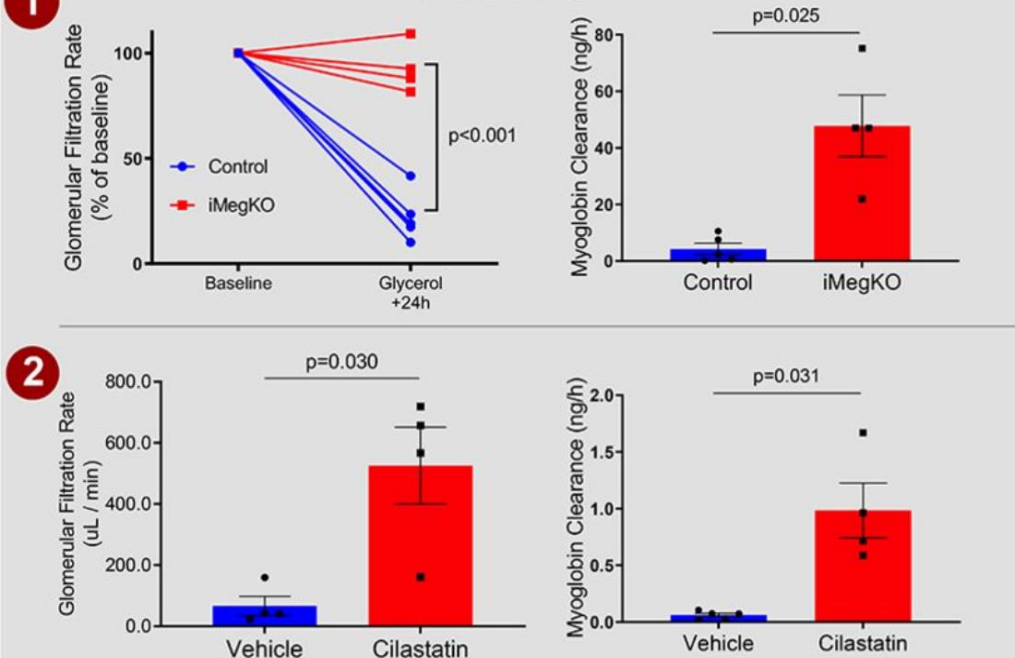 1
Glomerular Filtration Rate
(% of baseline)
100
50
0
Control
iMegKO
p<0.001
Baseline
Glycerol
+24h
Myoglobin Clearance (ng/h)
80
60
40
20
0
p=0.025
Control
iMegKO
2
Glomerular Filtration Rate
(uL / min)
800.0
600.0
400.0
200.0
0.0
p=0.030
Vehicle
Cilastatin
Myoglobin Clearance (ng/h)
2.0
1.5
1.0
0.5
0.0
p=0.031
Vehicle
Cilastatin